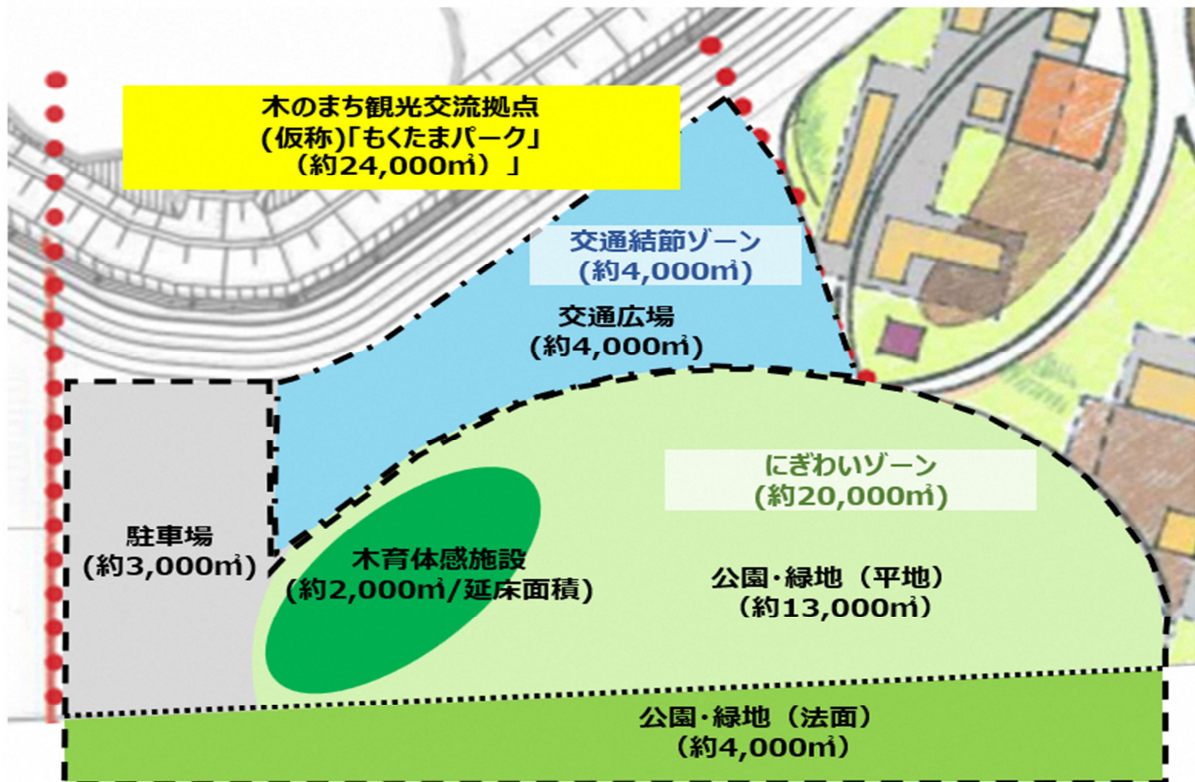 木のまち観光交流拠点
(仮称)「もくたまパーク」
（約24,000㎡）」
交通結節ゾーン
(約4,000㎡)
交通広場
(約4,000㎡)
にぎわいゾーン
(約20,000㎡)
駐車場
(約3,000㎡)
木育体感施設
(約2,000㎡/延床面積)
公園・緑地（平地）
（約13,000㎡）
公園・緑地（法面）
（約4,000㎡）